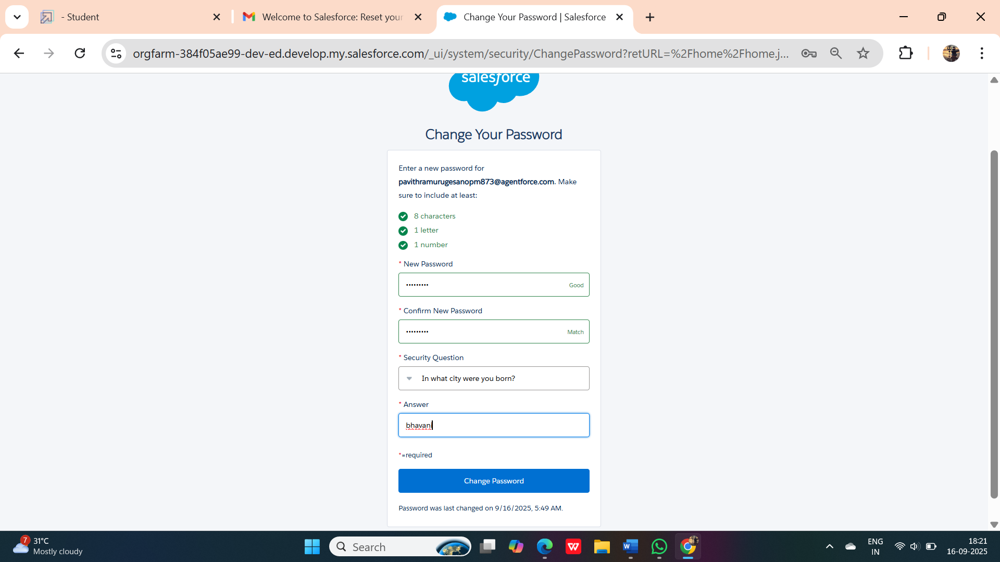 - Student
Welcome to Salesforce: Reset your
Change Your Password | Salesforce
orgfarm-384f05ae99-dev-ed.develop.my.salesforce.com/_ui/system/security/ChangePassword?retURL=%2Fhome%2Fhome.j...
salesforce
Change Your Password
Enter a new password for
pavithramurugesanopm873@agentforce.com. Make
sure to include at least:
8 characters
1 letter
1 number
* New Password
••••••••• Good
* Confirm New Password
••••••••• Match
* Security Question
In what city were you born?
* Answer
bhavani
*=required
Change Password
Password was last changed on 9/16/2025, 5:49 AM.
7
31°C
Mostly cloudy
Search
W
W
ENG
IN
18:21
16-09-2025